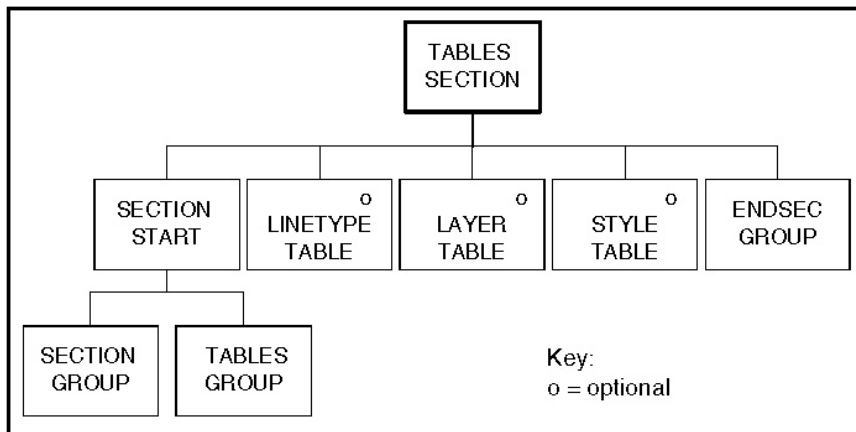 TABLES
SECTION
SECTION
START
o
LINETYPE
TABLE
o
LAYER
TABLE
o
STYLE
TABLE
ENDSEC
GROUP
SECTION
GROUP
TABLES
GROUP
Key:
o = optional